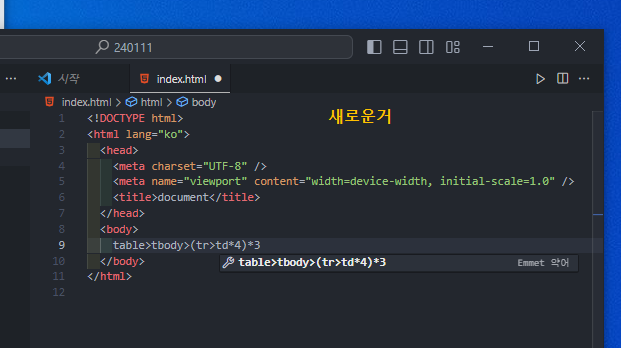 240111
시작
index.html
index.html > html > body
새로운거
1 <!DOCTYPE html>
2 <html lang="ko">
3 <head>
4 <meta charset="UTF-8" />
5 <meta name="viewport" content="width=device-width, initial-scale=1.0" />
6 <title>document</title>
7 </head>
8 <body>
9 table>tbody>(tr>td*4)*3
10 </body>
table>tbody>(tr>td*4)*3 Emmet 약어
11 </html>
12